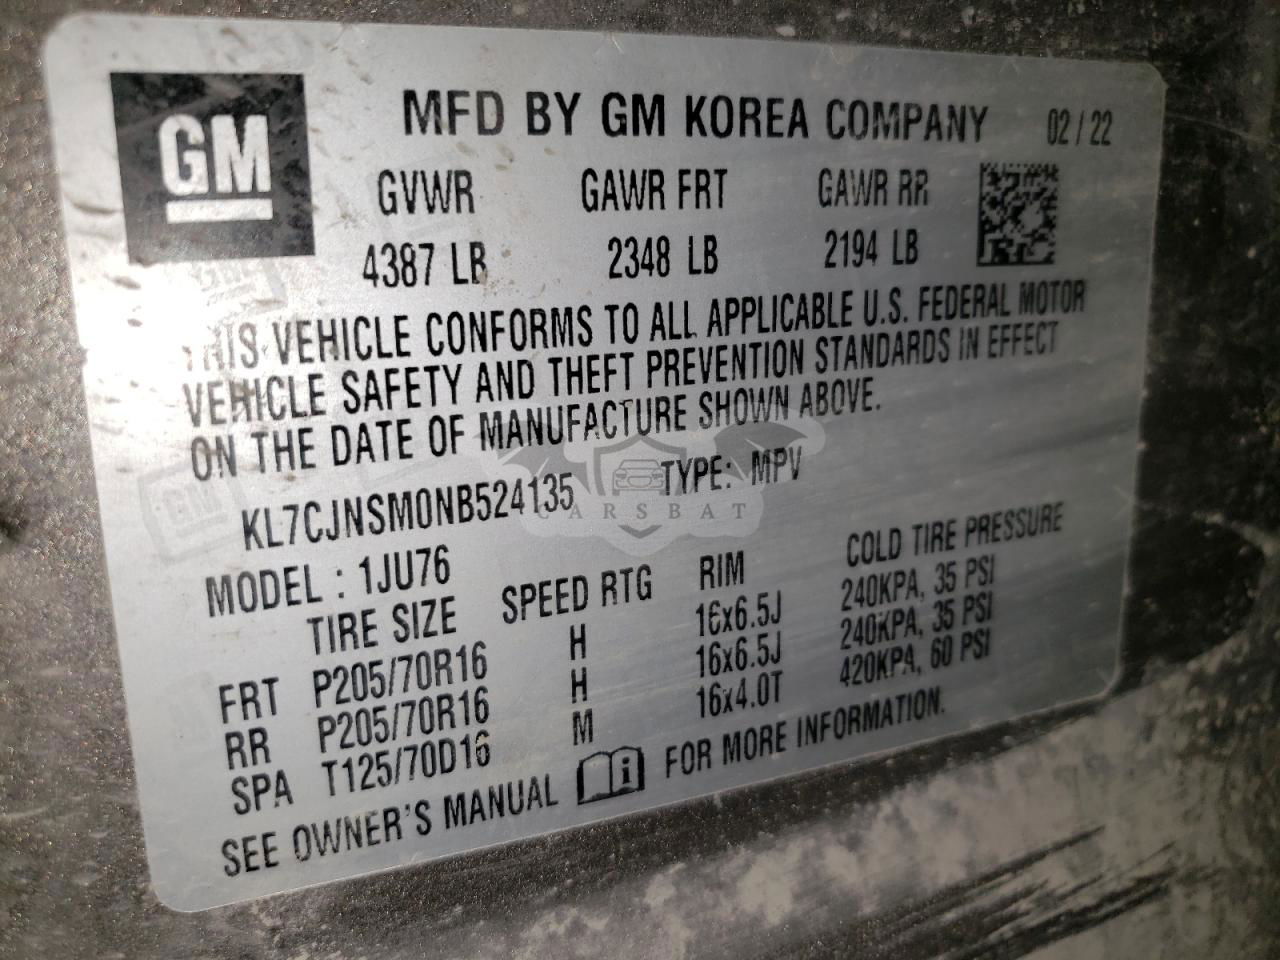 GM
MFD BY GM KOREA COMPANY 02/22
GVWR GAWR FRT GAWR RR
4387 LB 2348 LB 2194 LB
THIS VEHICLE CONFORMS TO ALL APPLICABLE U.S. FEDERAL MOTOR
VEHICLE SAFETY AND THEFT PREVENTION STANDARDS IN EFFECT
ON THE DATE OF MANUFACTURE SHOWN ABOVE.
KL7CJNSM0NB524135 TYPE: MPV
CARSBAT
MODEL : 1JU76
TIRE SIZE SPEED RTG RIM COLD TIRE PRESSURE
FRT P205/70R16 H 16x6.5J 240KPA, 35 PSI
RR P205/70R16 H 16x6.5J 240KPA, 35 PSI
SPA T125/70D16 M 16x4.0T 420KPA, 60 PSI
SEE OWNER'S MANUAL i FOR MORE INFORMATION.